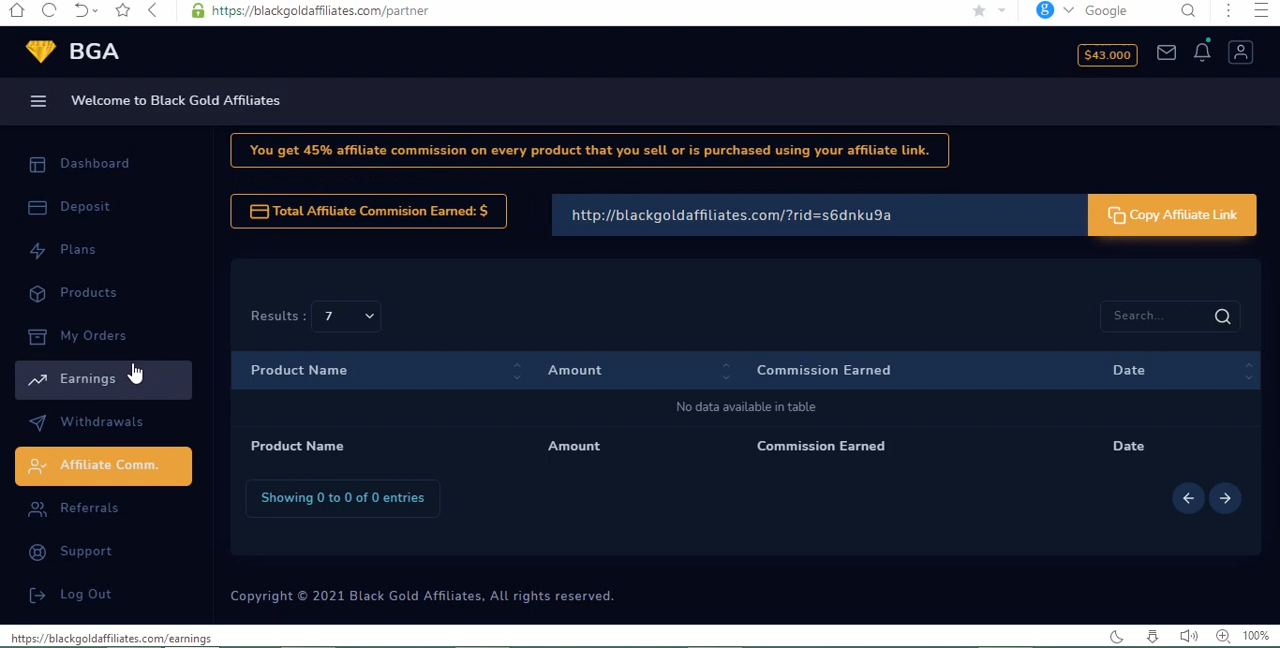 https://blackgoldaffiliates.com/partner
Google
BGA
$43.000
Welcome to Black Gold Affiliates
Dashboard
Deposit
Plans
Products
My Orders
Earnings
Withdrawals
Affiliate Comm.
Referrals
Support
Log Out
You get 45% affiliate commission on every product that you sell or is purchased using your affiliate link.
Total Affiliate Commision Earned: $
http://blackgoldaffiliates.com/?rid=s6dnku9a
Copy Affiliate Link
Results : 7
Search...
Product Name Amount Commission Earned Date
No data available in table
Product Name Amount Commission Earned Date
Showing 0 to 0 of 0 entries
Copyright © 2021 Black Gold Affiliates, All rights reserved.
https://blackgoldaffiliates.com/earnings
100%